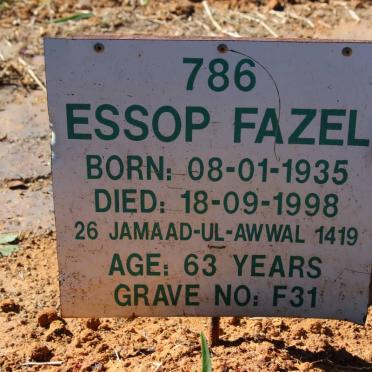 786
ESSOP FAZEL
BORN: 08-01-1935
DIED: 18-09-1998
26 JAMAAD-UL-AWWAL 1419
AGE: 63 YEARS
GRAVE NO: F31